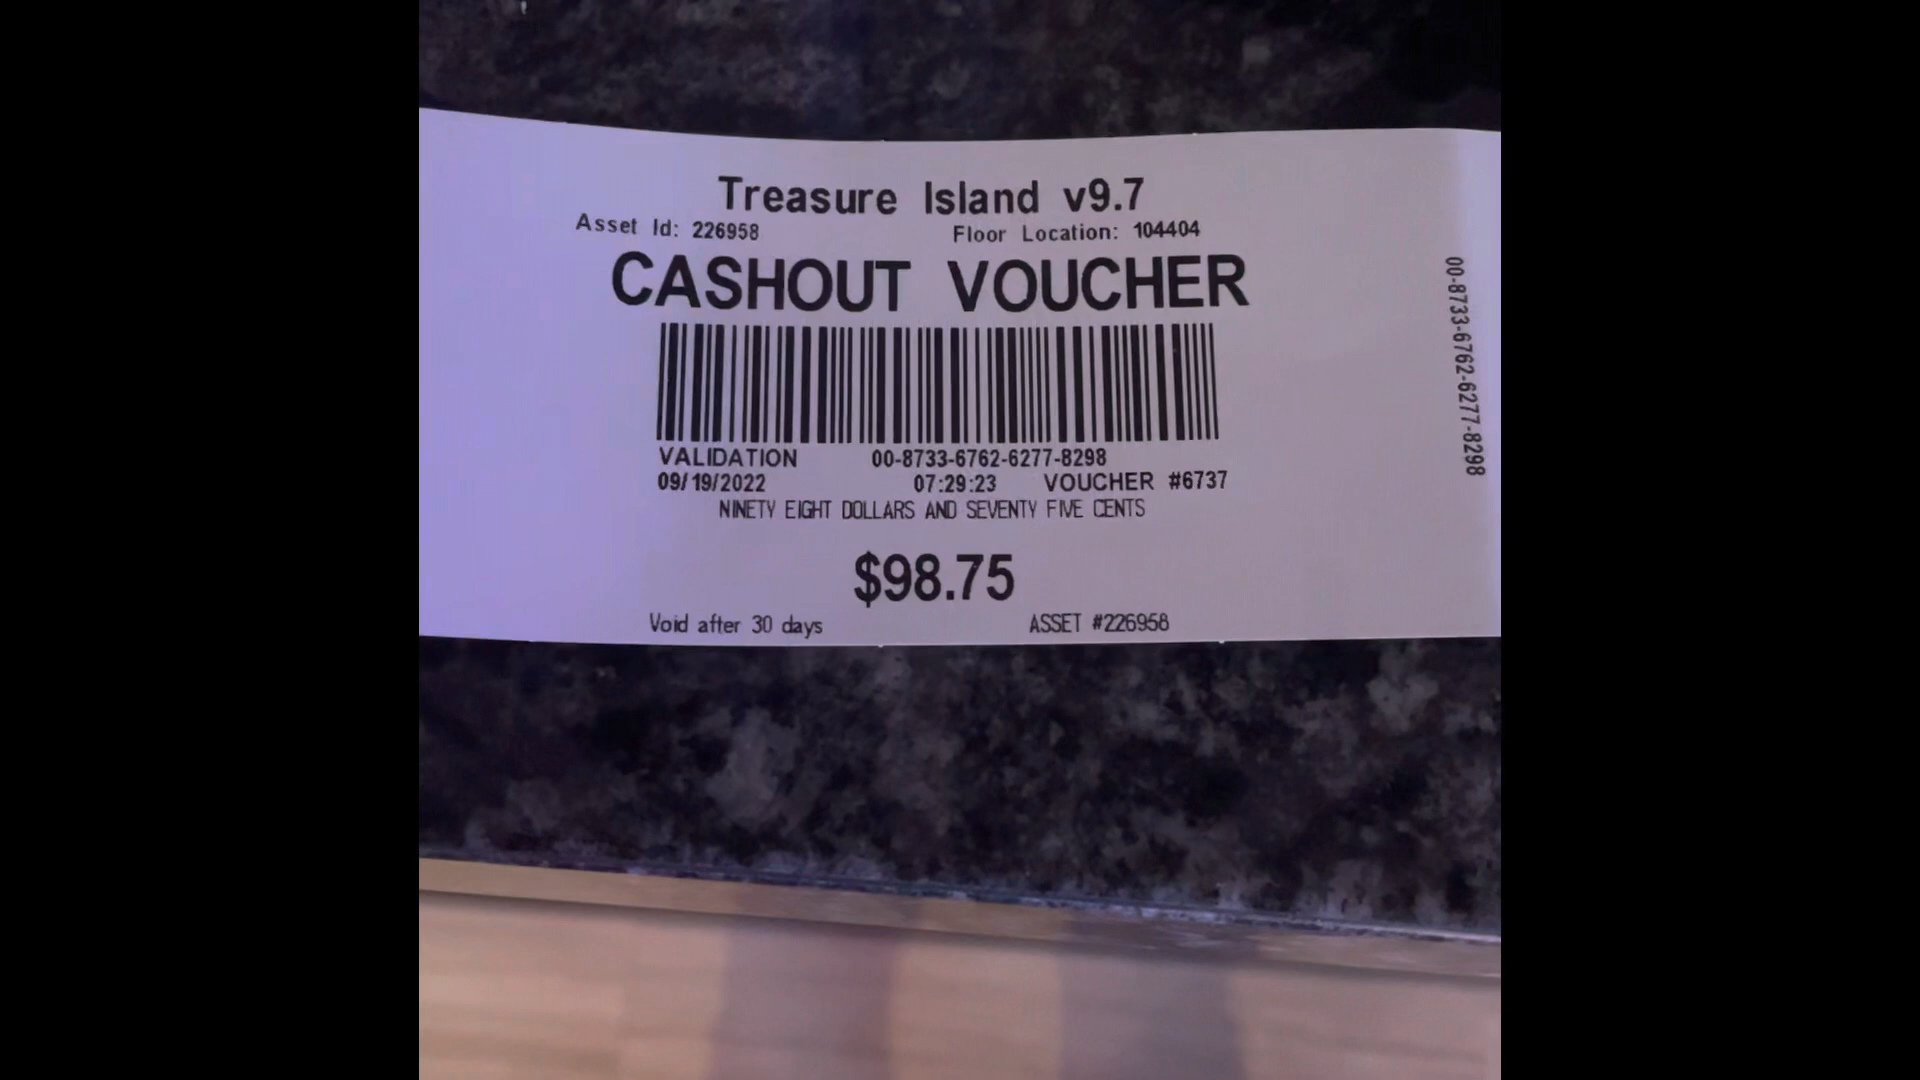 Treasure Island v9.7
Asset Id: 226958 Floor Location: 104404
CASHOUT VOUCHER
VALIDATION 00-8733-6762-6277-8298
09/19/2022 07:29:23 VOUCHER #6737
NINETY EIGHT DOLLARS AND SEVENTY FIVE CENTS
$98.75
Void after 30 days ASSET #226958
00-8733-6762-6277-8298